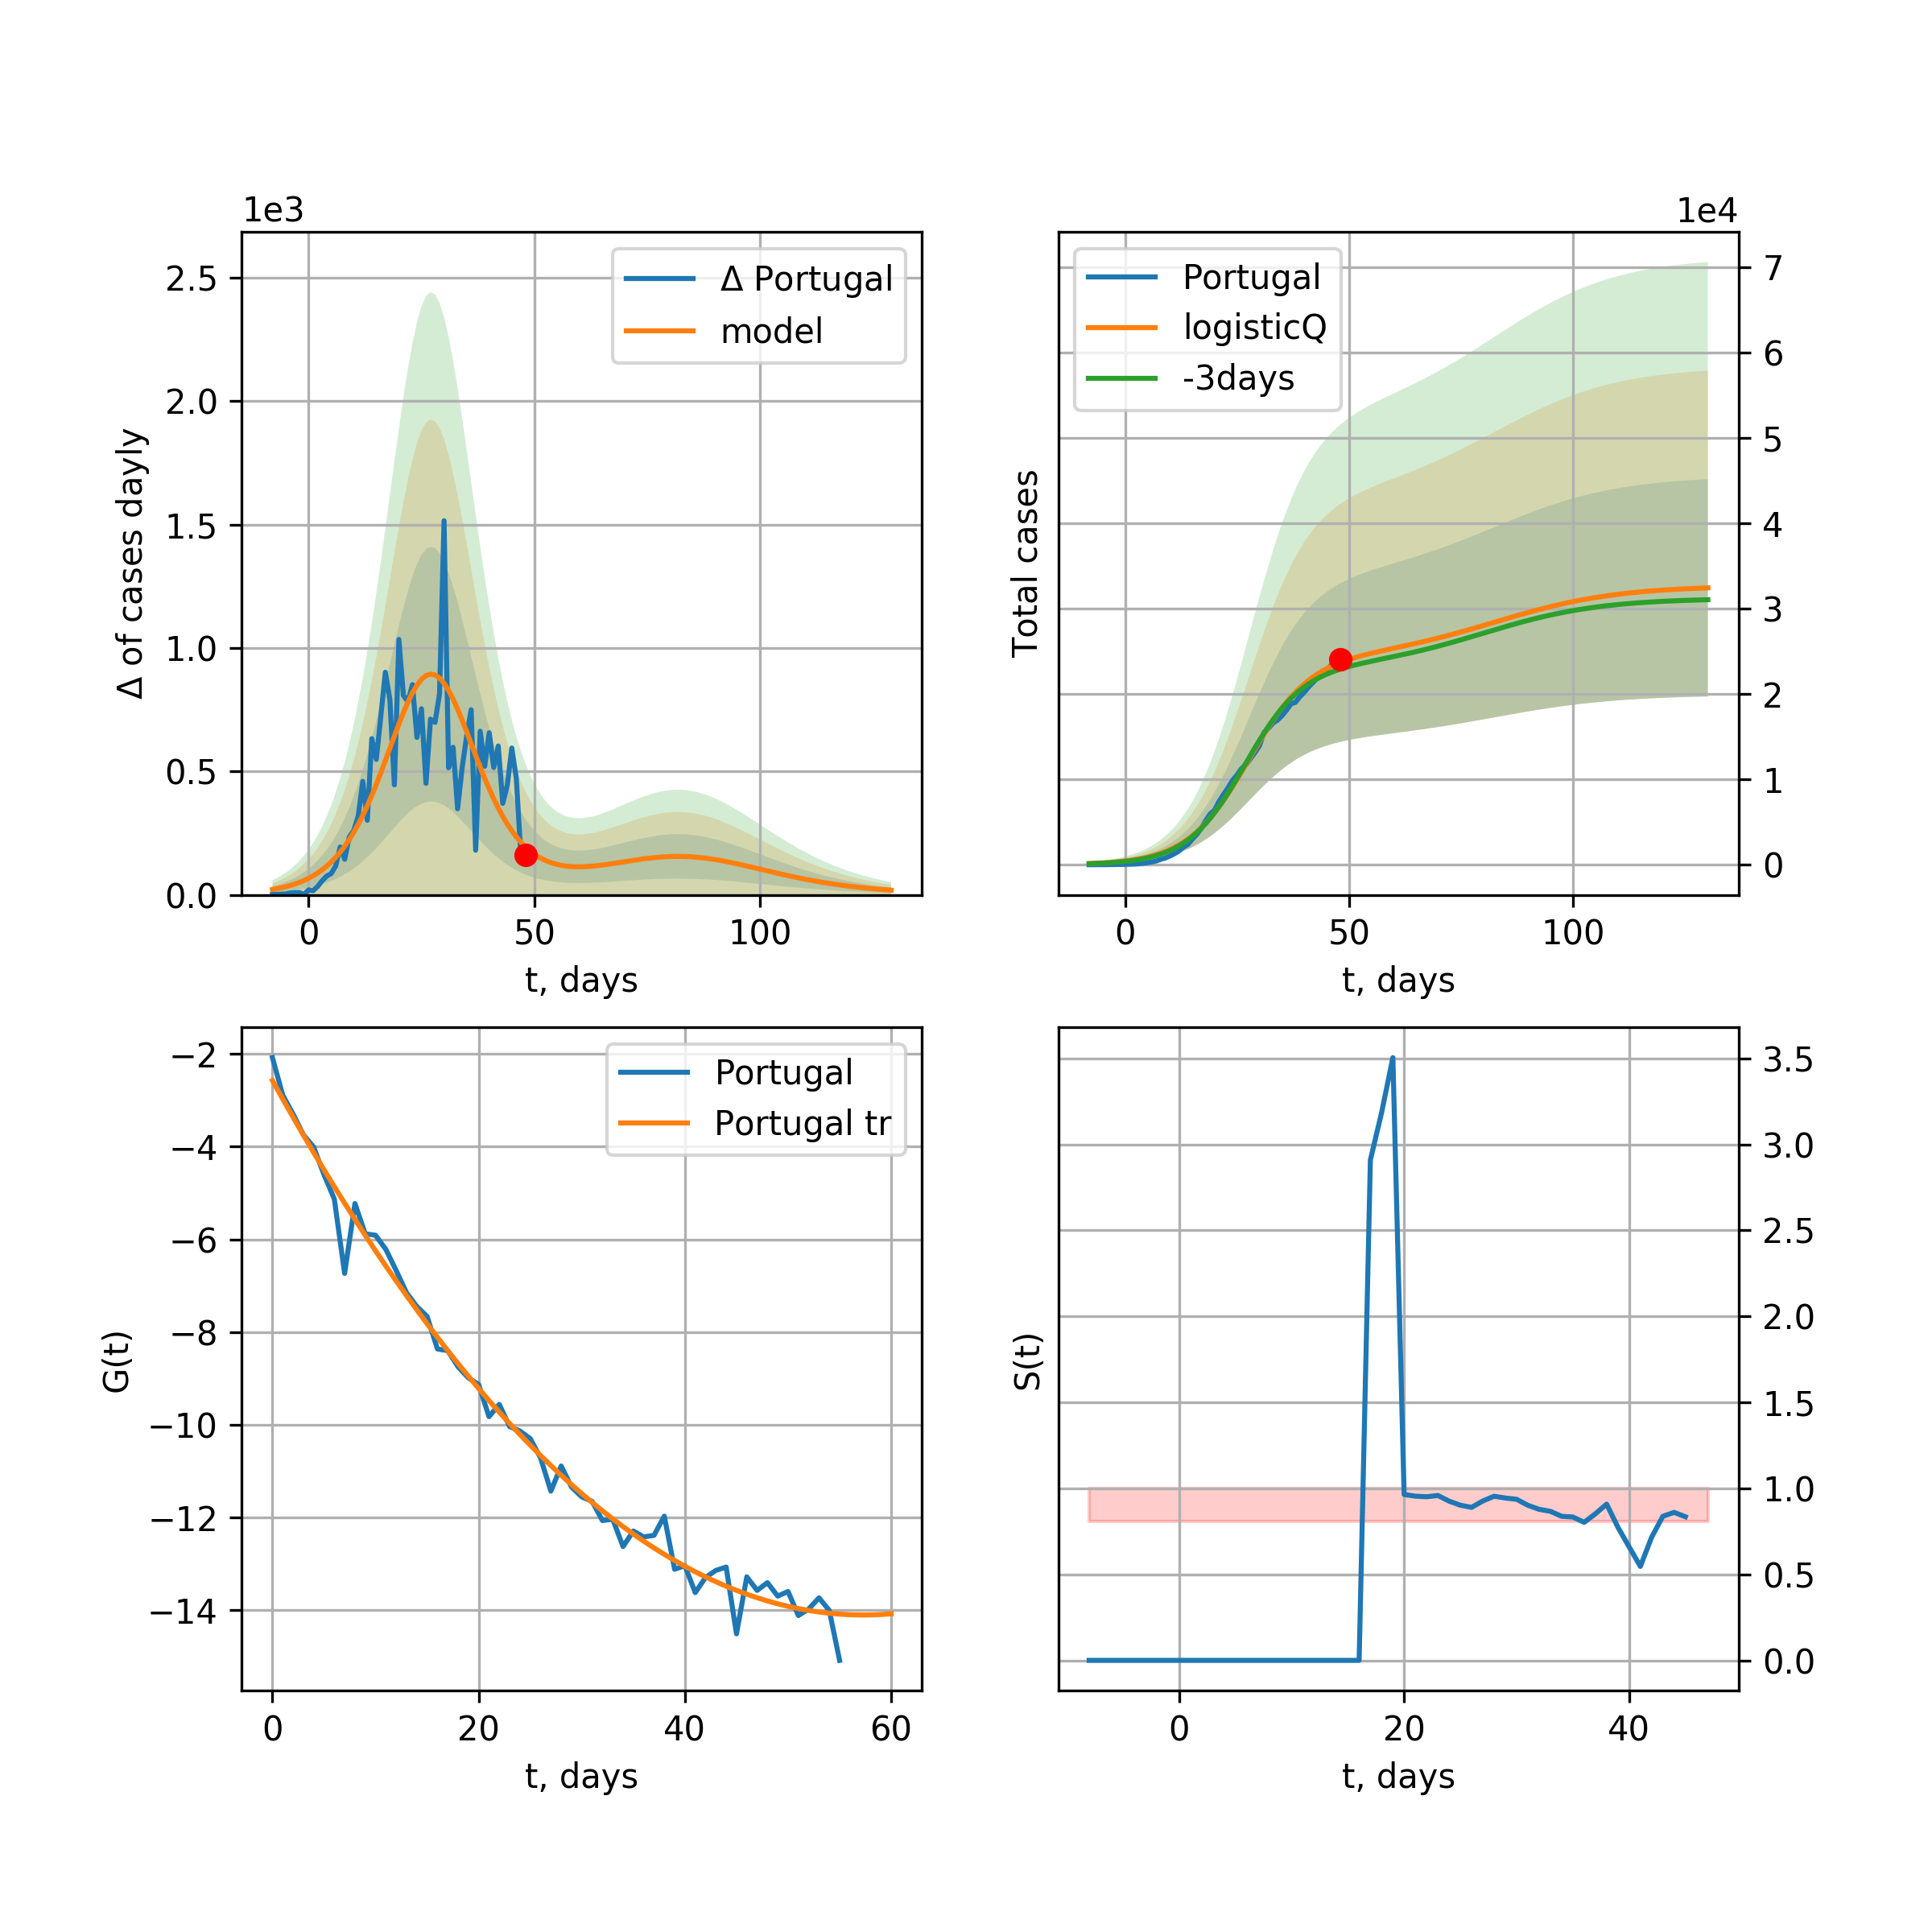 1e3
Δ of cases dayly
2.5
2.0
1.5
1.0
0.5
0.0
Δ Portugal
model
0 50 100
t, days
1e4
Total cases
Portugal
logisticQ
-3days
7
6
5
4
3
2
1
0
0 50 100
t, days
G(t)
−2
−4
−6
−8
−10
−12
−14
Portugal
Portugal tr
0 20 40 60
t, days
S(t)
3.5
3.0
2.5
2.0
1.5
1.0
0.5
0.0
0 20 40
t, days